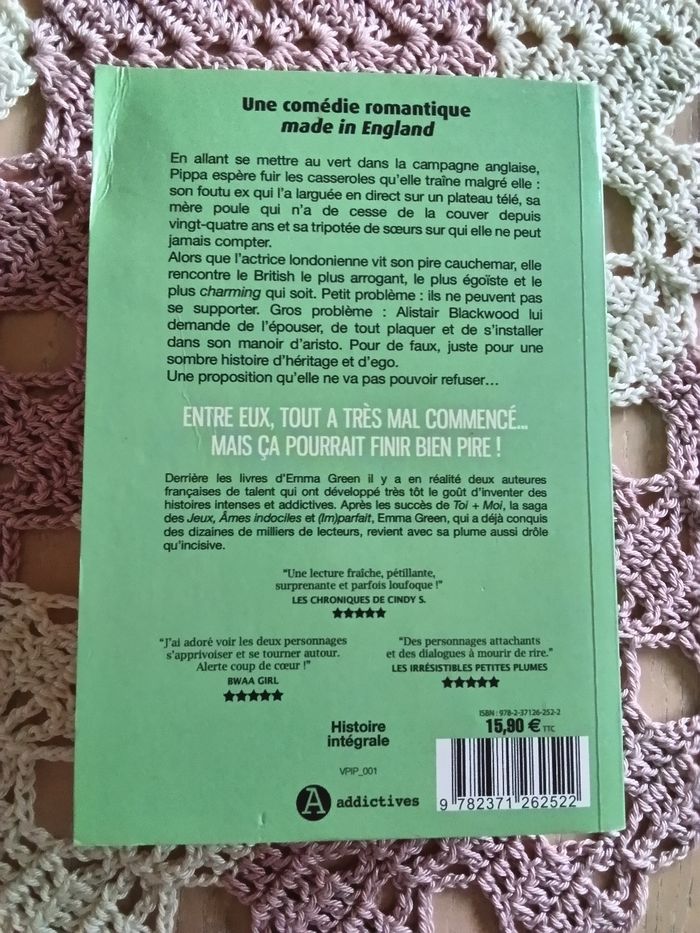 Une comédie romantique
made in England
En allant se mettre au vert dans la campagne anglaise,
Pippa espère fuir les casseroles qu'elle traîne malgré elle :
son foutu ex qui l'a larguée en direct sur un plateau télé, sa
mère poule qui n'a de cesse de la couver depuis
vingt-quatre ans et sa tripotée de sœurs sur qui elle ne peut
jamais compter.
Alors que l'actrice londonienne vit son pire cauchemar, elle
rencontre le British le plus arrogant, le plus égoïste et le
plus charming qui soit. Petit problème : ils ne peuvent pas
se supporter. Gros problème : Alistair Blackwood lui
demande de l'épouser, de tout plaquer et de s'installer
dans son manoir d'aristo. Pour de faux, juste pour une
sombre histoire d'héritage et d'ego.
Une proposition qu'elle ne va pas pouvoir refuser…
ENTRE EUX, TOUT A TRÈS MAL COMMENCÉ...
MAIS ÇA POURRAIT FINIR BIEN PIRE !
Derrière les livres d'Emma Green il y a en réalité deux auteures
françaises de talent qui ont développé très tôt le goût d'inventer des
histoires intenses et addictives. Après les succès de Toi + Moi, la saga
des Jeux, Âmes indociles et (Im)parfait, Emma Green, qui a déjà conquis
des dizaines de milliers de lecteurs, revient avec sa plume aussi drôle
qu'incisive.
"Une lecture fraîche, pétillante,
surprenante et parfois loufoque !"
LES CHRONIQUES DE CINDY S.
★★★★★
"J'ai adoré voir les deux personnages
s'apprivoiser et se tourner autour.
Alerte coup de cœur !"
BWAA GIRL
★★★★★
"Des personnages attachants
et des dialogues à mourir de rire."
LES IRRÉSISTIBLES PETITES PLUMES
★★★★★
Histoire
intégrale
VPIP_001
A addictives
ISBN : 978-2-37126-252-2
15,90 € TTC
9 782371 262522